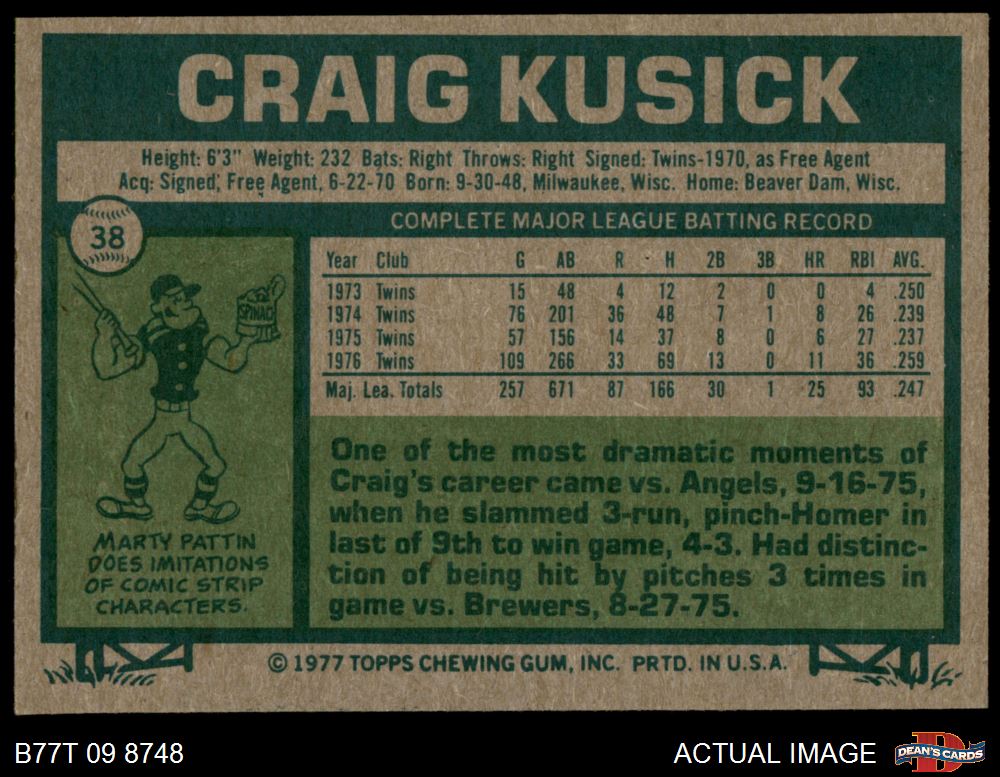 CRAIG KUSICK
Height: 6'3" Weight: 232 Bats: Right Throws: Right Signed: Twins-1970, as Free Agent
Acq: Signed, Free Agent, 6-22-70 Born: 9-30-48, Milwaukee, Wisc. Home: Beaver Dam, Wisc.
38
COMPLETE MAJOR LEAGUE BATTING RECORD
Year Club G AB R H 2B 3B HR RBI AVG.
1973 Twins 15 48 4 12 2 0 0 4 .250
1974 Twins 76 201 36 48 7 1 8 26 .239
1975 Twins 57 156 14 37 8 0 6 27 .237
1976 Twins 109 266 33 69 13 0 11 36 .259
Maj. Lea. Totals 257 671 87 166 30 1 25 93 .247
SPINACH
MARTY PATTIN
DOES IMITATIONS
OF COMIC STRIP
CHARACTERS.
One of the most dramatic moments of
Craig's career came vs. Angels, 9-16-75,
when he slammed 3-run, pinch-Homer in
last of 9th to win game, 4-3. Had distinc-
tion of being hit by pitches 3 times in
game vs. Brewers, 8-27-75.
© 1977 TOPPS CHEWING GUM, INC. PRTD. IN U.S.A.
B77T 09 8748
ACTUAL IMAGE
D
DEAN'S CARDS